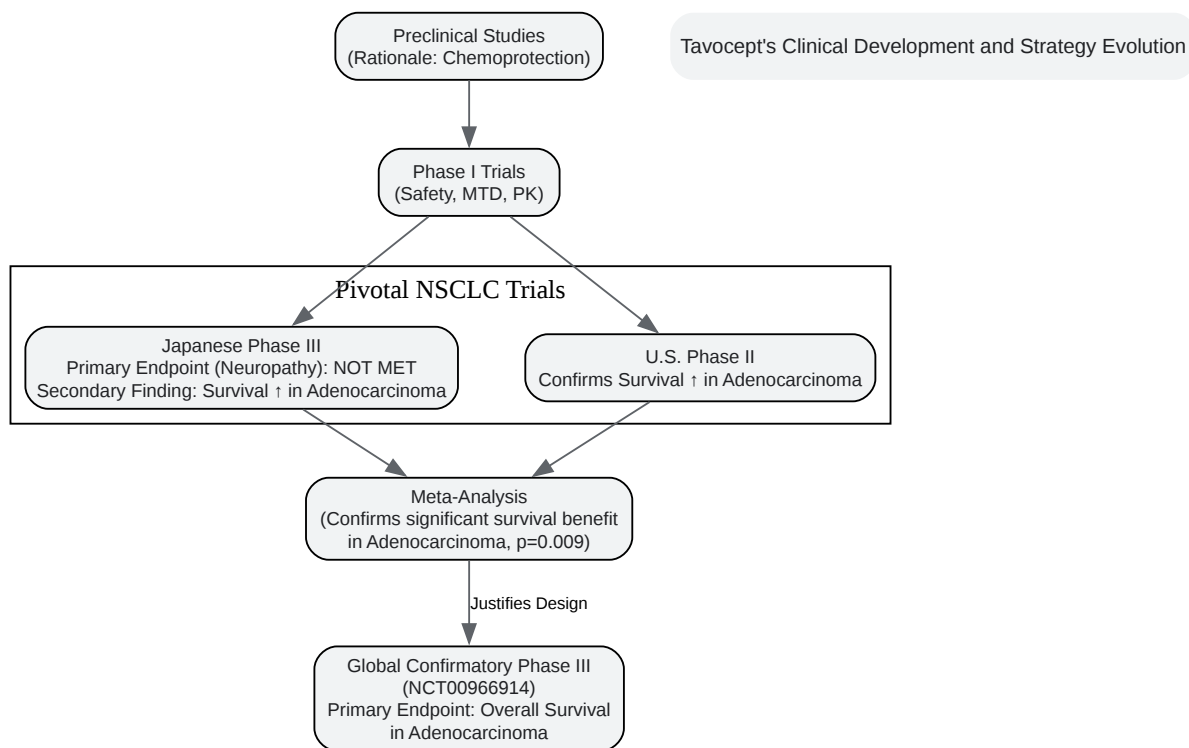 Preclinical Studies
(Rationale: Chemoprotection)
Tavocept's Clinical Development and Strategy Evolution
Phase I Trials
(Safety, MTD, PK)
Pivotal NSCLC Trials
Japanese Phase III
Primary Endpoint (Neuropathy): NOT MET
Secondary Finding: Survival ↑ in Adenocarcinoma
U.S. Phase II
Confirms Survival ↑ in Adenocarcinoma
Meta-Analysis
(Confirms significant survival benefit
in Adenocarcinoma, p=0.009)
Justifies Design
Global Confirmatory Phase III
(NCT00966914)
Primary Endpoint: Overall Survival
in Adenocarcinoma